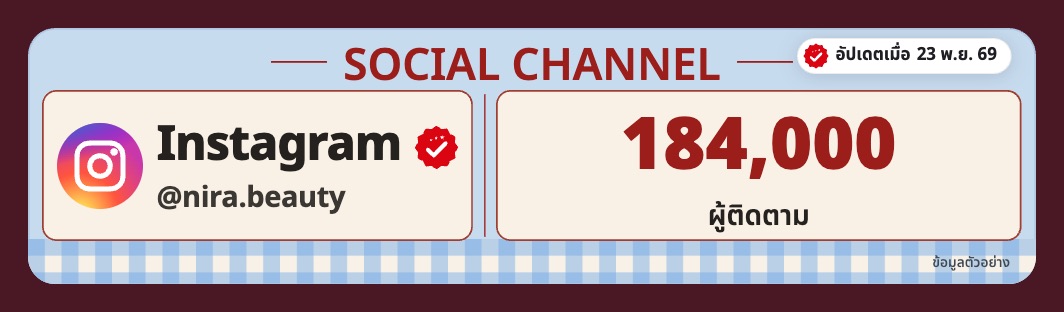 SOCIAL CHANNEL
อัปเดตเมื่อ 23 พ.ย. 69
Instagram
@nira.beauty
184,000
ผู้ติดตาม
ข้อมูลตัวอย่าง